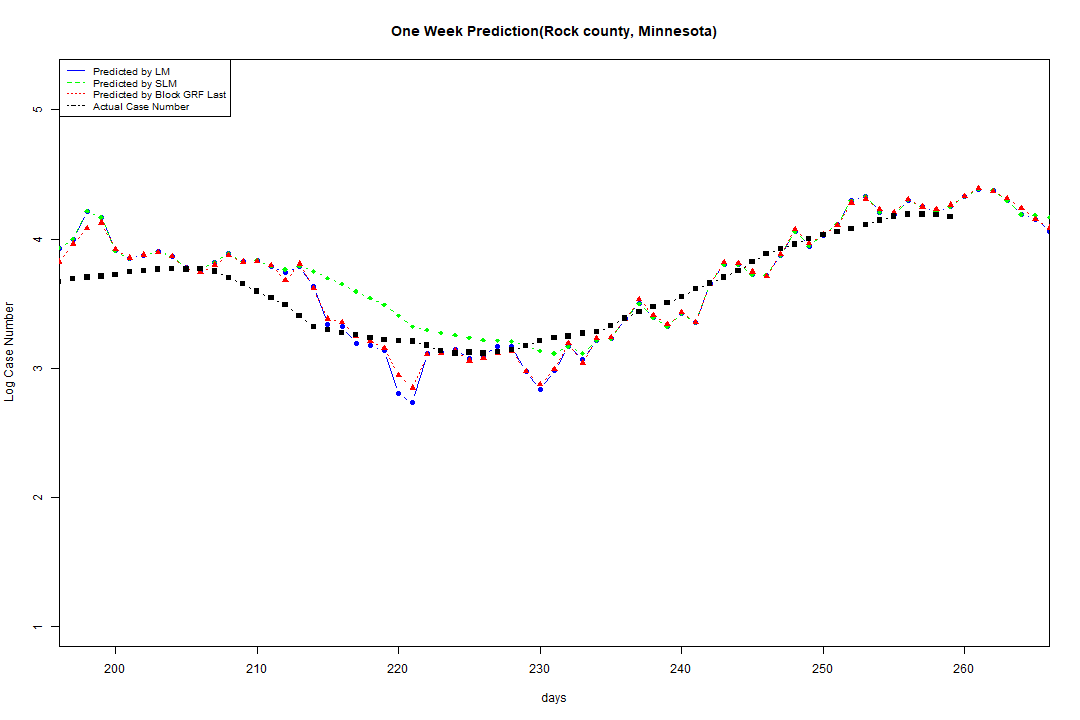 One Week Prediction(Rock county, Minnesota)
Predicted by LM
Predicted by SLM
Predicted by Block GRF Last
Actual Case Number
5
4
3
2
1
Log Case Number
200 210 220 230 240 250 260
days